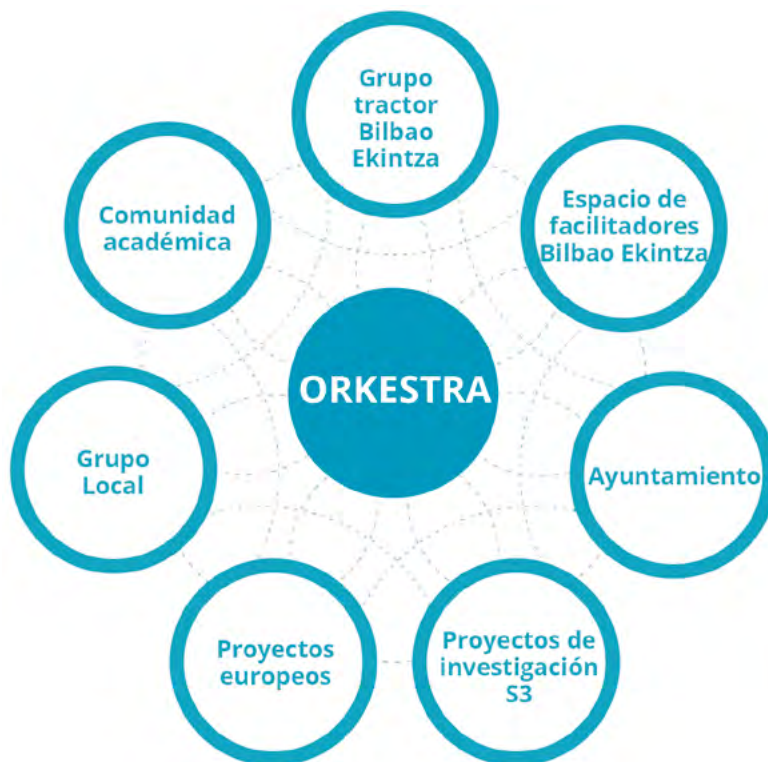 Grupo
tractor
Bilbao
Ekintza
Comunidad
académica
Espacio de
facilitadores
Bilbao Ekintza
ORKESTRA
Grupo
Local
Ayuntamiento
Proyectos
europeos
Proyectos de
investigación
S3